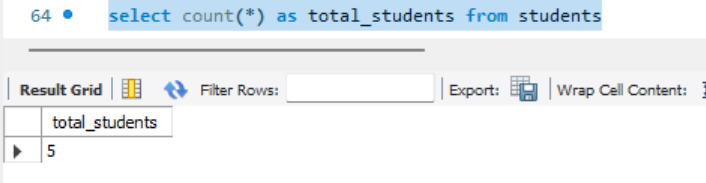 64 select count(*) as total_students from students
Result Grid Filter Rows: Export: Wrap Cell Content:
total_students
5